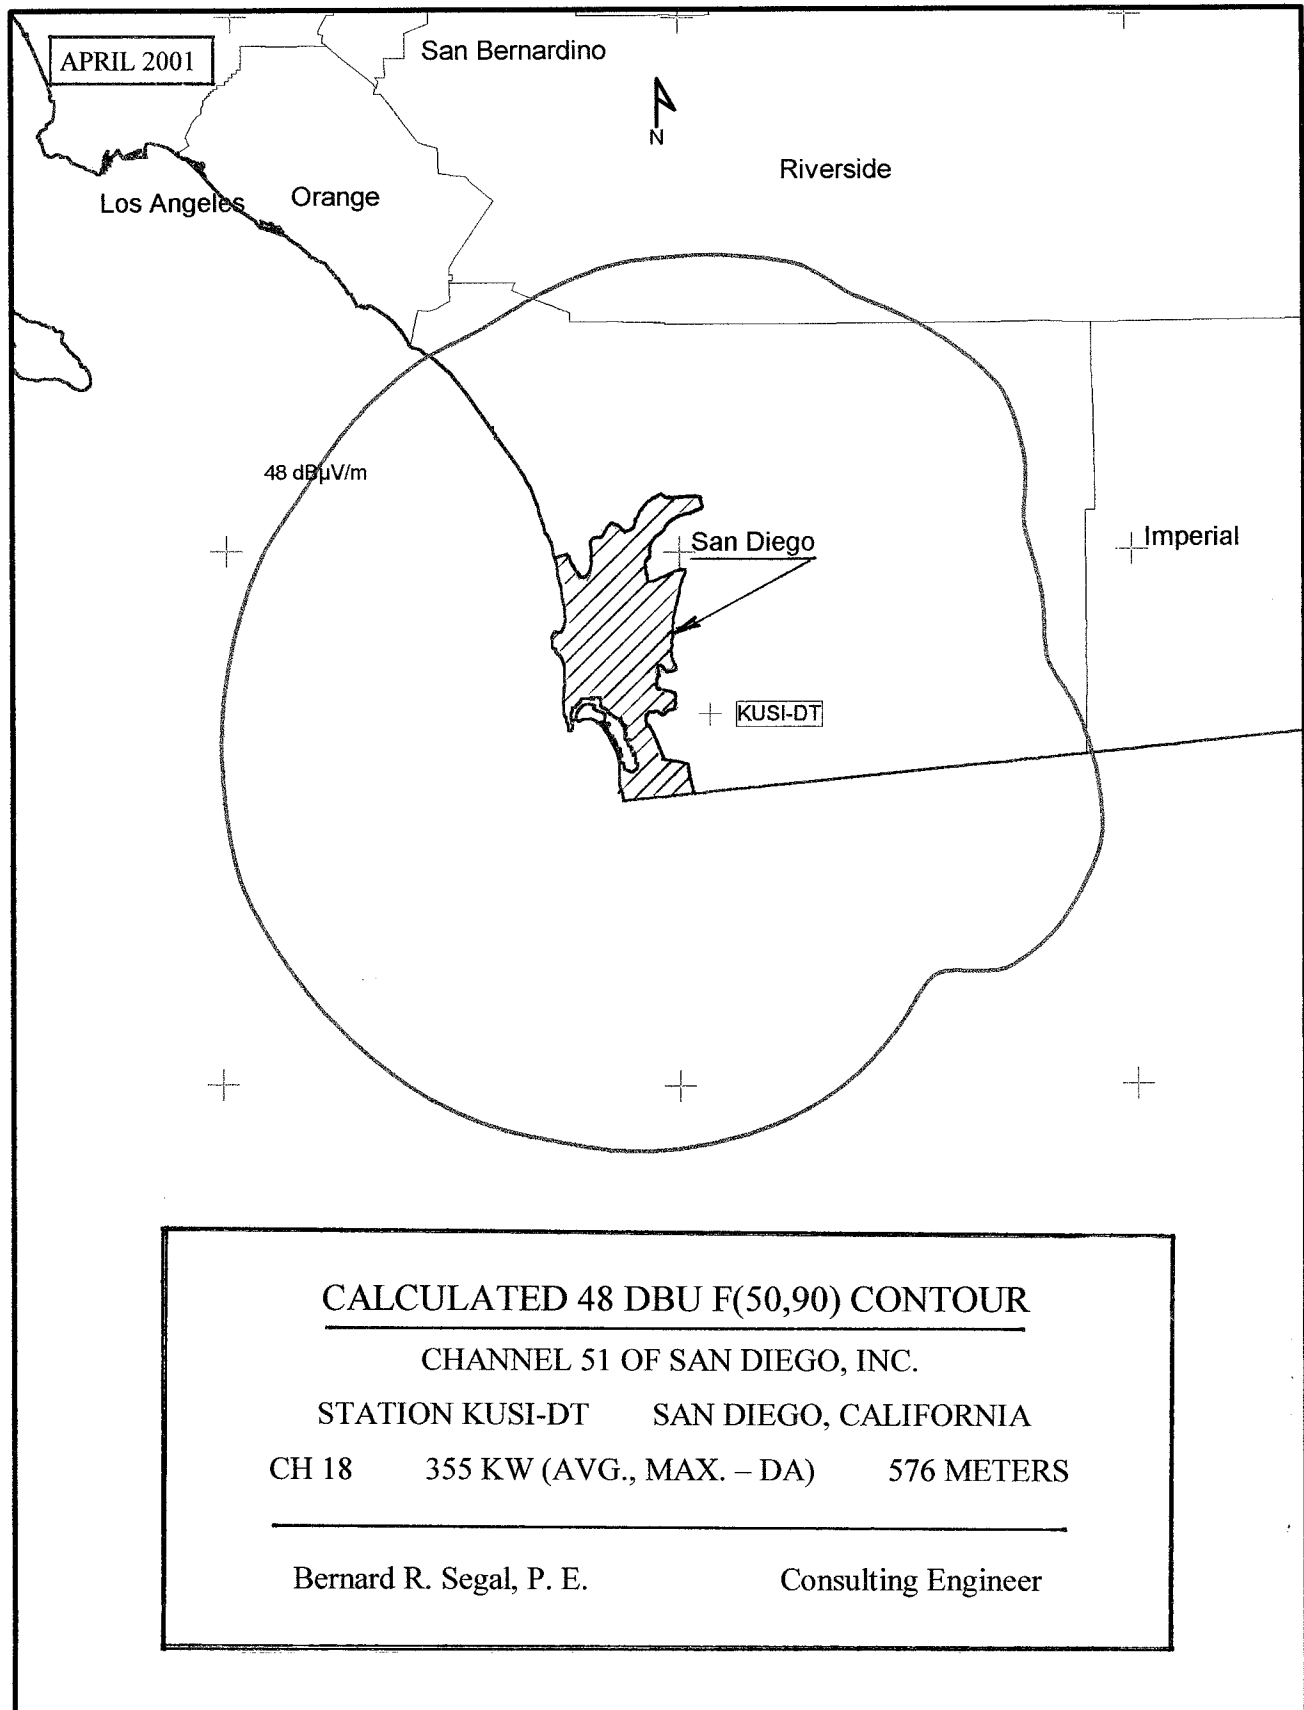 APRIL 2001
San Bernardino
N
Riverside
Los Angeles
Orange
48 dBµV/m
San Diego
Imperial
KUSI-DT
CALCULATED 48 DBU F(50,90) CONTOUR
CHANNEL 51 OF SAN DIEGO, INC.
STATION KUSI-DT SAN DIEGO, CALIFORNIA
CH 18 355 KW (AVG., MAX. – DA) 576 METERS
Bernard R. Segal, P. E. Consulting Engineer